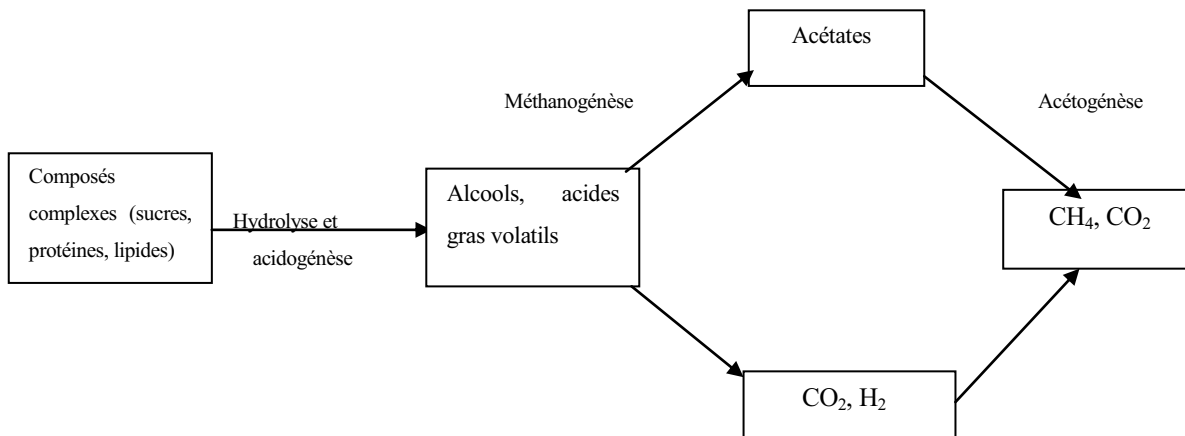 Acétates
Méthanogénèse
Acétogénèse
Composés
complexes (sucres,
protéines, lipides)
Hydrolyse et
acidogénèse
Alcools, acides
gras volatils
CH₄, CO₂
CO₂, H₂